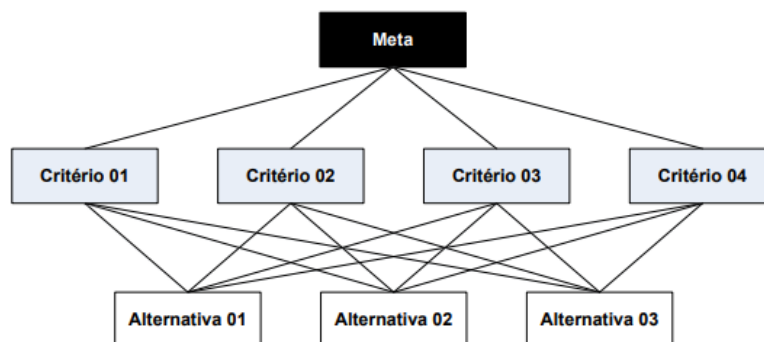 Meta
Critério 01
Critério 02
Critério 03
Critério 04
Alternativa 01
Alternativa 02
Alternativa 03